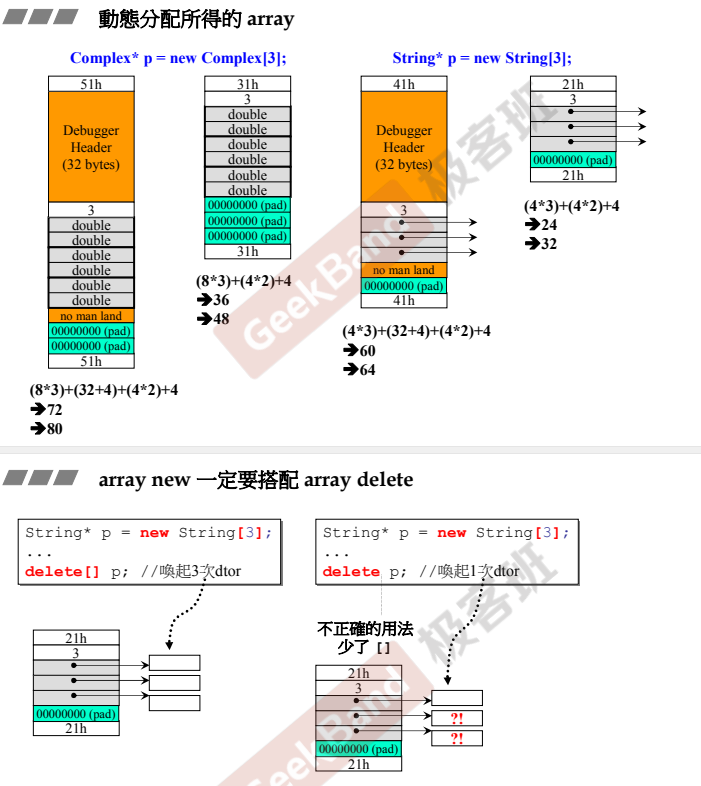 動態分配所得的 array
Complex* p = new Complex[3];
51h
Debugger
Header
(32 bytes)
3
double
double
double
double
double
double
no man land
00000000 (pad)
00000000 (pad)
51h
(8*3)+(32+4)+(4*2)+4
➔72
➔80
31h
3
double
double
double
double
double
double
00000000 (pad)
00000000 (pad)
00000000 (pad)
31h
(8*3)+(4*2)+4
➔36
➔48
String* p = new String[3];
41h
Debugger
Header
(32 bytes)
3
no man land
00000000 (pad)
41h
(4*3)+(32+4)+(4*2)+4
➔60
➔64
21h
3
00000000 (pad)
21h
(4*3)+(4*2)+4
➔24
➔32
GeekBand 极客班
array new 一定要搭配 array delete
String* p = new String[3];
...
delete[] p; //喚起3次dtor
21h
3
00000000 (pad)
21h
String* p = new String[3];
...
delete p; //喚起1次dtor
不正確的用法
少了 []
21h
3
?!
?!
00000000 (pad)
21h
GeekBand 极客班